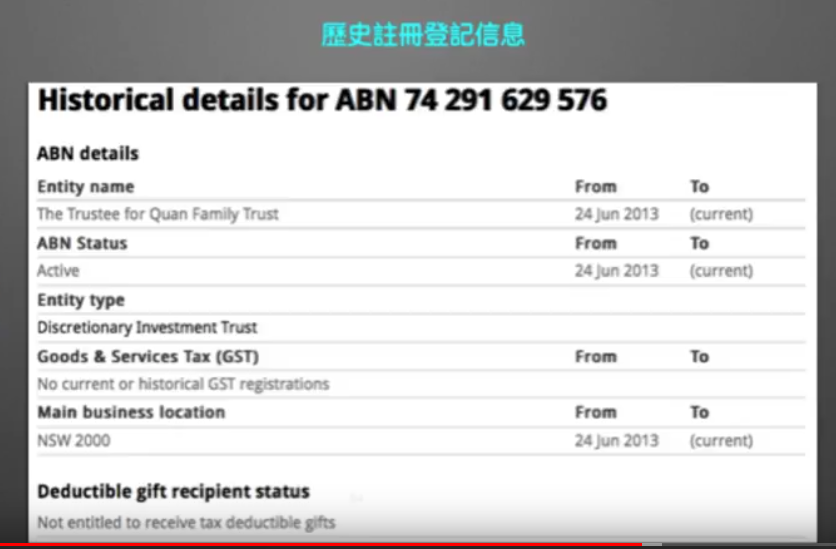 歷史註冊登記信息
Historical details for ABN 74 291 629 576
ABN details
Entity name From To
The Trustee for Quan Family Trust 24 Jun 2013 (current)
ABN Status From To
Active 24 Jun 2013 (current)
Entity type
Discretionary Investment Trust
Goods & Services Tax (GST) From To
No current or historical GST registrations
Main business location From To
NSW 2000 24 Jun 2013 (current)
Deductible gift recipient status
Not entitled to receive tax deductible gifts